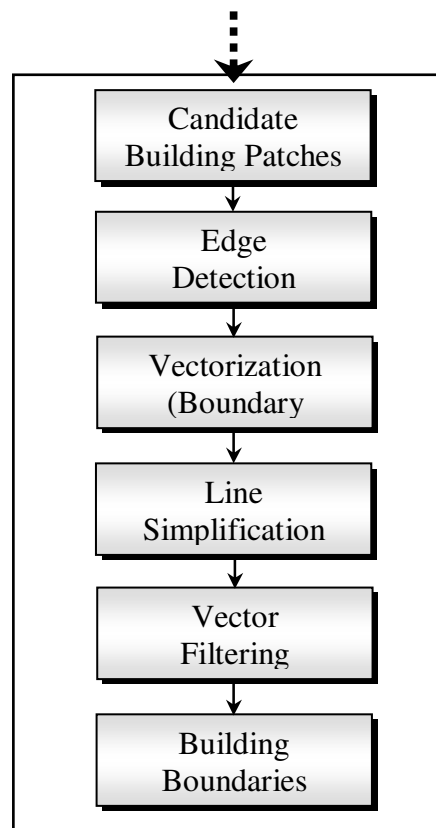 Candidate
Building Patches
Edge
Detection
Vectorization
(Boundary
Line
Simplification
Vector
Filtering
Building
Boundaries